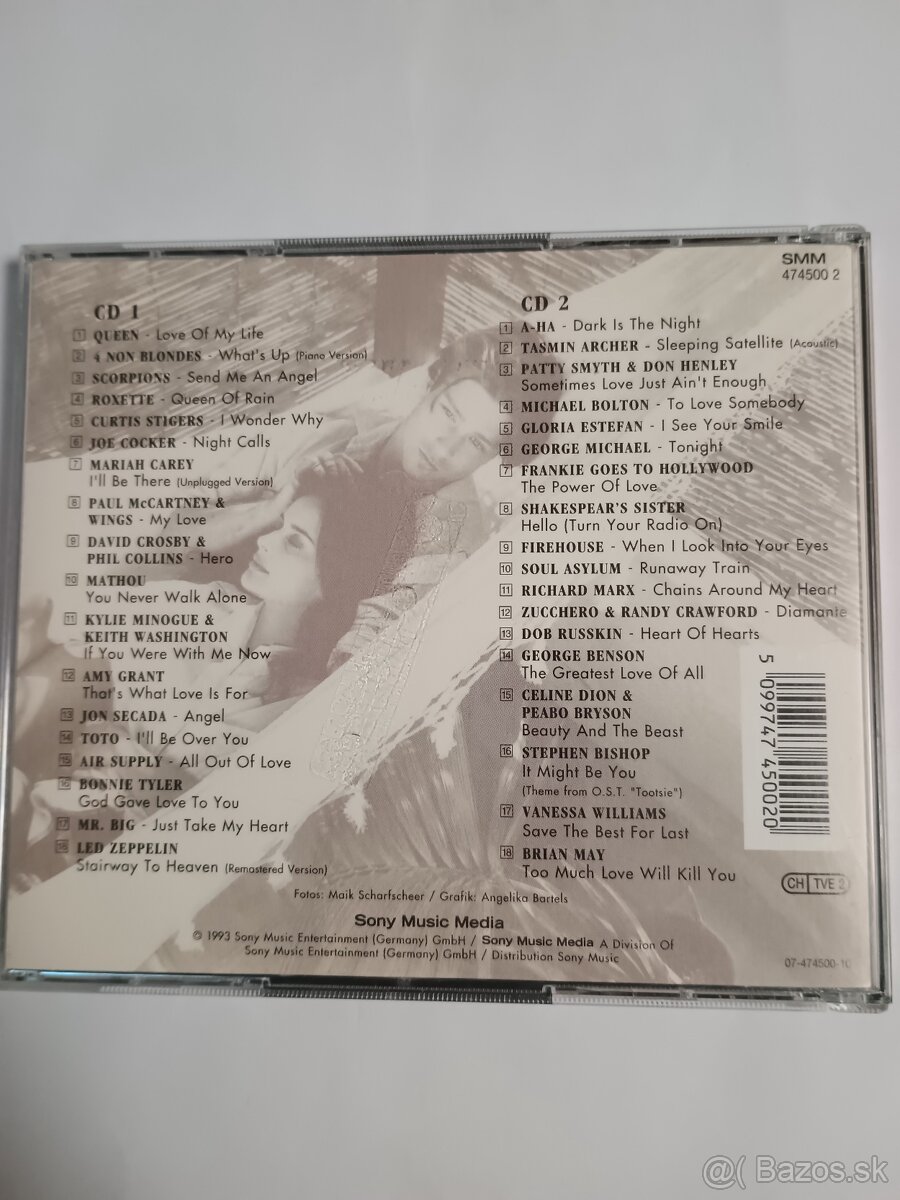 SMM
474500 2
CD 1
1 QUEEN - Love Of My Life
2 4 NON BLONDES - What's Up (Piano Version)
3 SCORPIONS - Send Me An Angel
4 ROXETTE - Queen Of Rain
5 CURTIS STIGERS - I Wonder Why
6 JOE COCKER - Night Calls
7 MARIAH CAREY
I'll Be There (Unplugged Version)
8 PAUL McCARTNEY &
WINGS - My Love
9 DAVID CROSBY &
PHIL COLLINS - Hero
10 MATHOU
You Never Walk Alone
11 KYLIE MINOGUE &
KEITH WASHINGTON
If You Were With Me Now
12 AMY GRANT
That's What Love Is For
13 JON SECADA - Angel
14 TOTO - I'll Be Over You
15 AIR SUPPLY - All Out Of Love
16 BONNIE TYLER
God Gave Love To You
17 MR. BIG - Just Take My Heart
18 LED ZEPPELIN
Stairway To Heaven (Remastered Version)
CD 2
1 A-HA - Dark Is The Night
2 TASMIN ARCHER - Sleeping Satellite (Acoustic)
3 PATTY SMYTH & DON HENLEY
Sometimes Love Just Ain't Enough
4 MICHAEL BOLTON - To Love Somebody
5 GLORIA ESTEFAN - I See Your Smile
6 GEORGE MICHAEL - Tonight
7 FRANKIE GOES TO HOLLYWOOD
The Power Of Love
8 SHAKESPEAR'S SISTER
Hello (Turn Your Radio On)
9 FIREHOUSE - When I Look Into Your Eyes
10 SOUL ASYLUM - Runaway Train
11 RICHARD MARX - Chains Around My Heart
12 ZUCCHERO & RANDY CRAWFORD - Diamante
13 DOB RUSSKIN - Heart Of Hearts
14 GEORGE BENSON
The Greatest Love Of All
15 CELINE DION &
PEABO BRYSON
Beauty And The Beast
16 STEPHEN BISHOP
It Might Be You
(Theme from O.S.T. "Tootsie")
17 VANESSA WILLIAMS
Save The Best For Last
18 BRIAN MAY
Too Much Love Will Kill You
5 099747 450020
CH TVE 2
Fotos: Maik Scharfscheer / Grafik: Angelika Bartels
Sony Music Media
© 1993 Sony Music Entertainment (Germany) GmbH / Sony Music Media A Division Of
Sony Music Entertainment (Germany) GmbH / Distribution Sony Music
07-474500-10
@( Bazos.sk